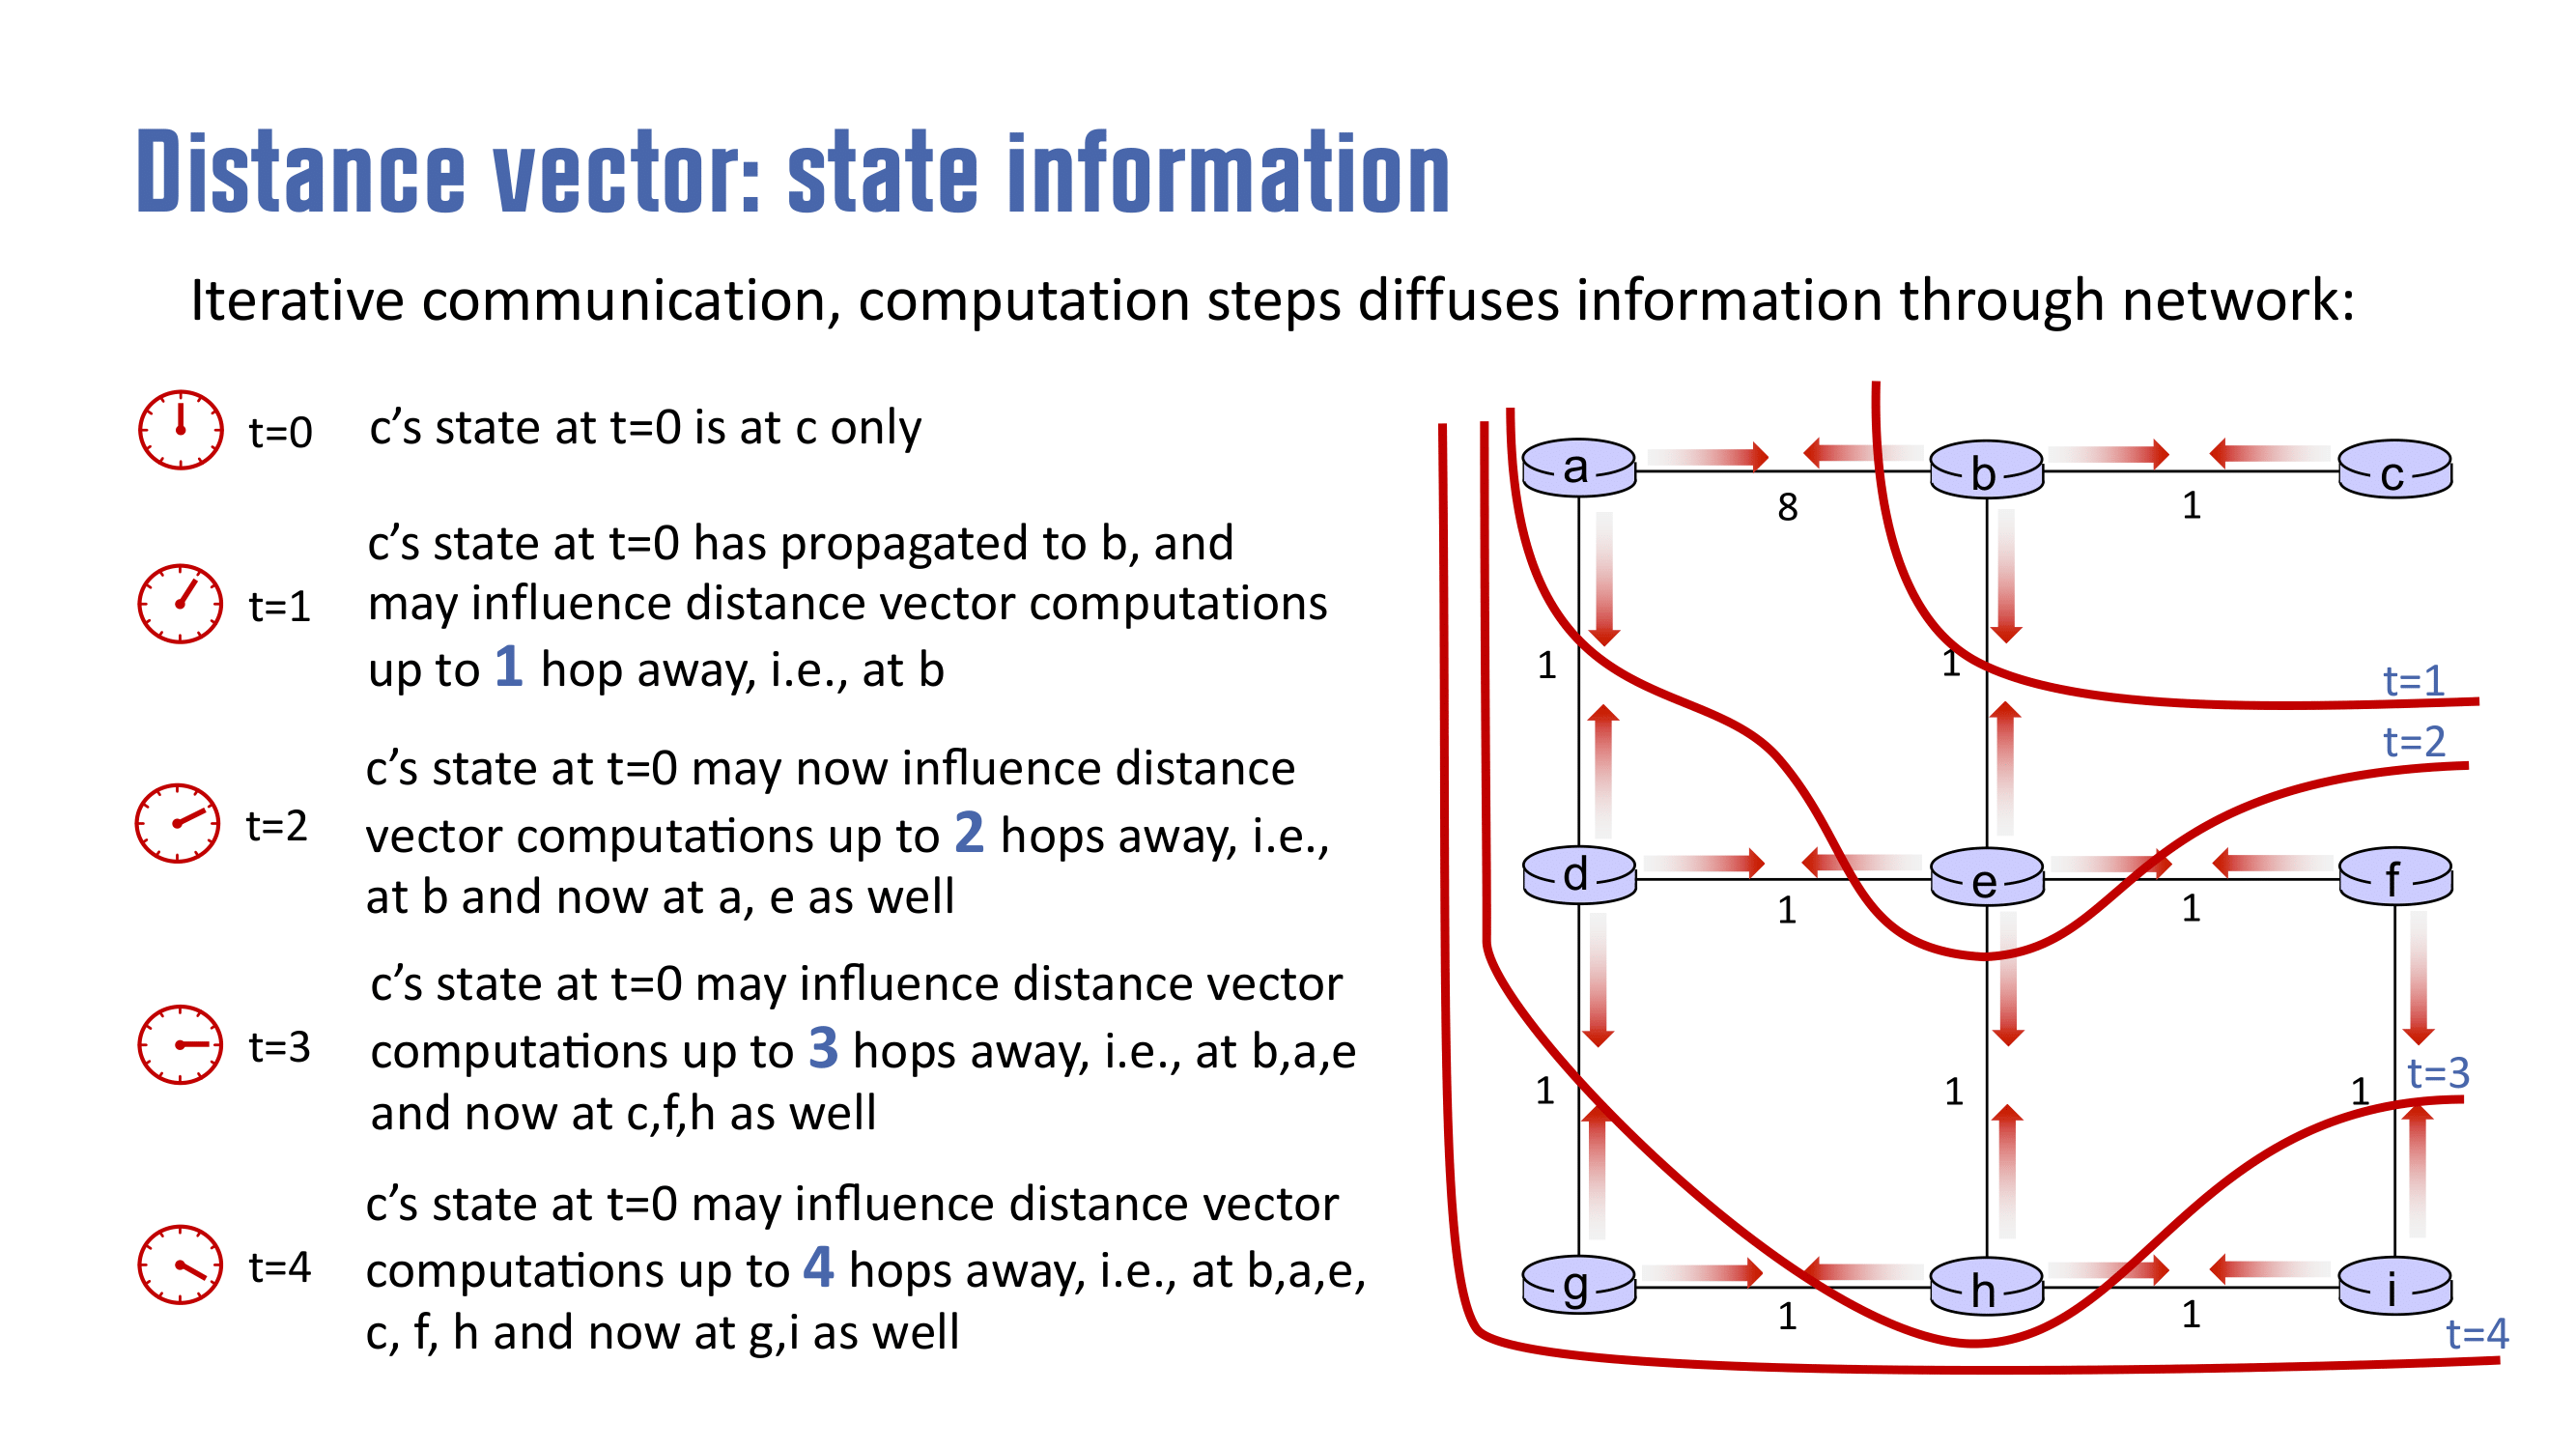 Distance vector: state information
Iterative communication, computation steps diffuses information through network:
t=0
c’s state at t=0 is at c only
t=1
c’s state at t=0 has propagated to b, and
may influence distance vector computations
up to 1 hop away, i.e., at b
t=2
c’s state at t=0 may now influence distance
vector computations up to 2 hops away, i.e.,
at b and now at a, e as well
t=3
c’s state at t=0 may influence distance vector
computations up to 3 hops away, i.e., at b,a,e
and now at c,f,h as well
t=4
c’s state at t=0 may influence distance vector
computations up to 4 hops away, i.e., at b,a,e,
c, f, h and now at g,i as well
a
b
c
8
1
1
1
t=1
t=2
d
e
f
1
1
1
1
1
t=3
g
h
i
1
1
t=4